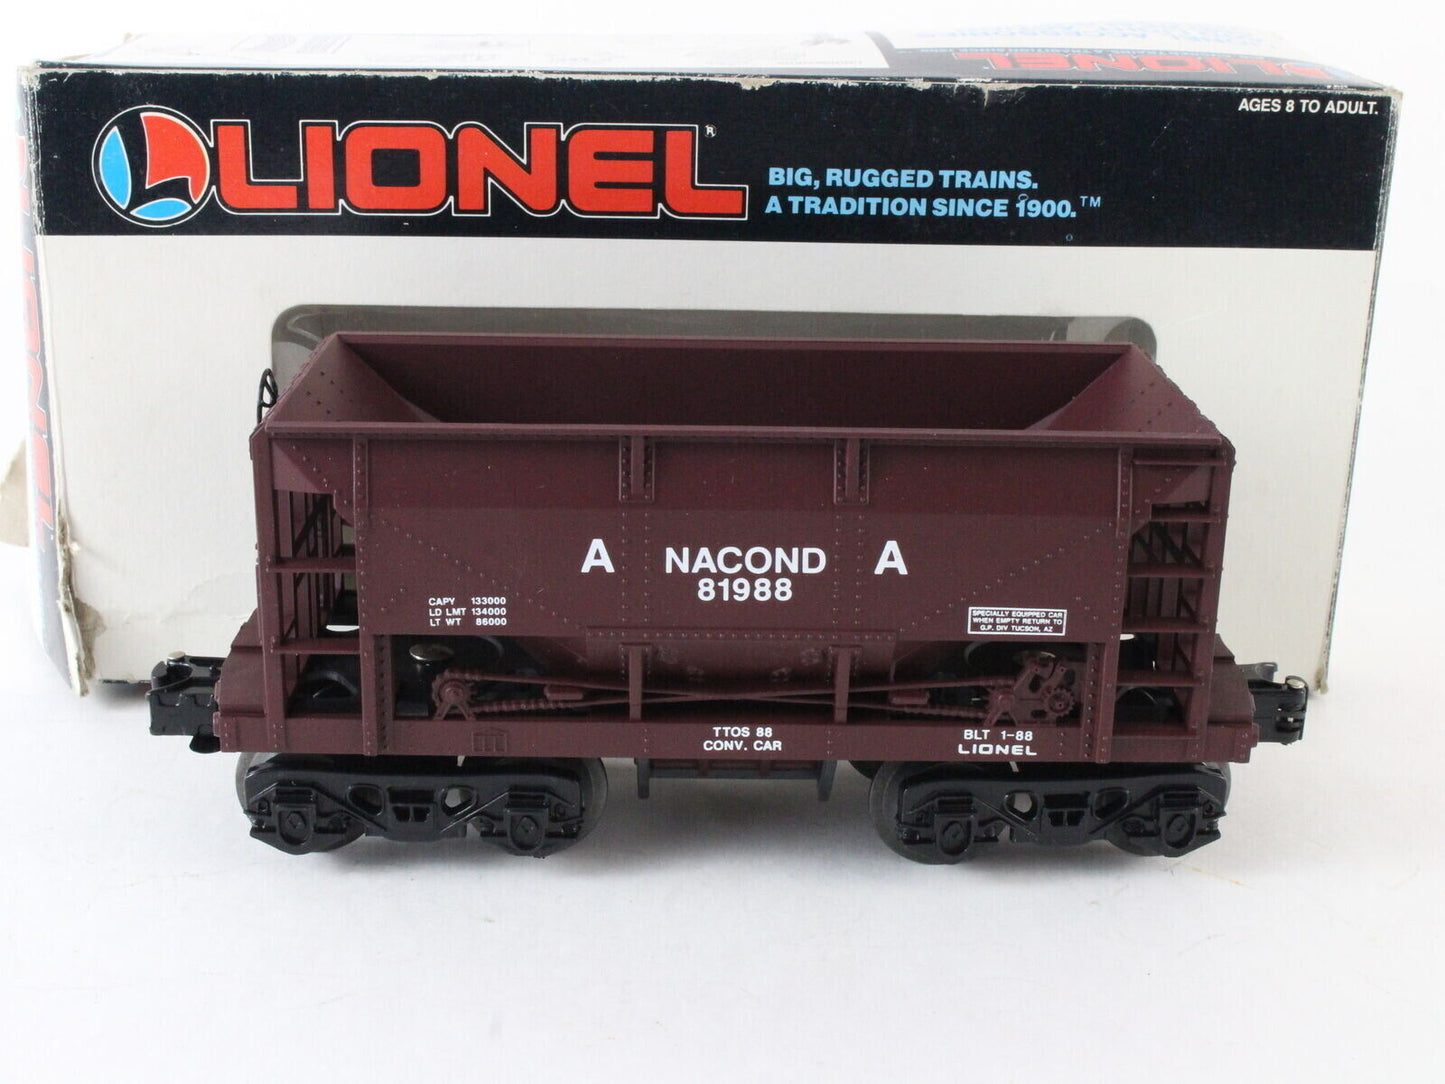 LIONEL
LIONEL®
BIG, RUGGED TRAINS.
A TRADITION SINCE 1900.™
AGES 8 TO ADULT.
A NACOND A
81988
CAPY 133000
LD LMT 134000
LT WT 86000
SPECIALLY EQUIPPED CAR
WHEN EMPTY RETURN TO
G.P. DIV TUCSON, AZ
TTOS 88
CONV. CAR
BLT 1-88
LIONEL